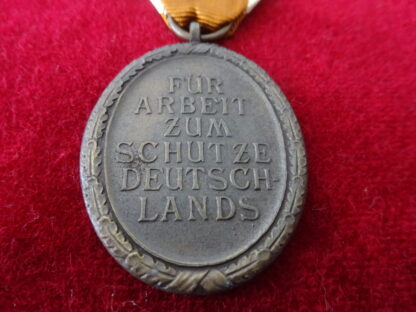 FÜR
ARBEIT
ZUM
SCHUTZE
DEUTSCH-
LANDS